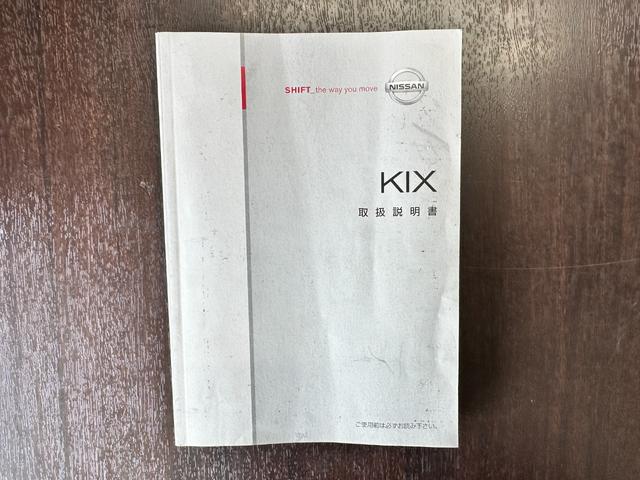 SHIFT_the way you move
NISSAN
KIX
取扱説明書
ご使用前は必ずお読み下さい。